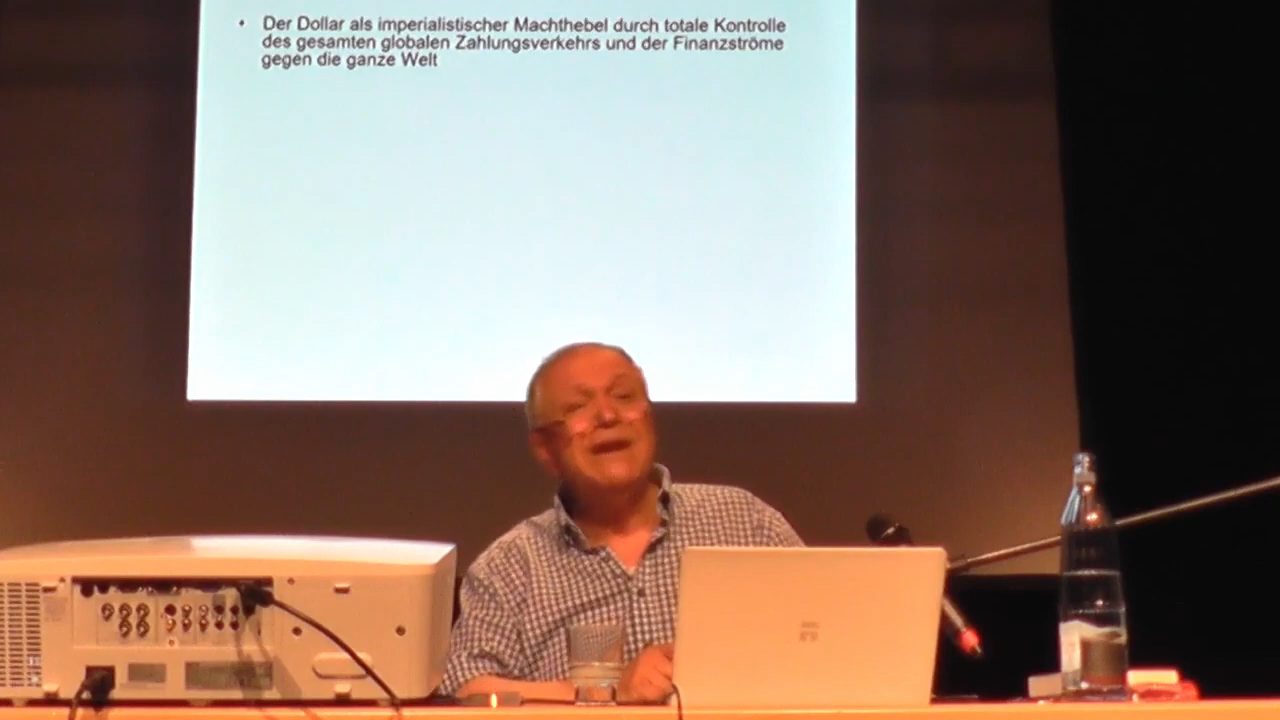 • Der Dollar als imperialistischer Machthebel durch totale Kontrolle
des gesamten globalen Zahlungsverkehrs und der Finanzströme
gegen die ganze Welt